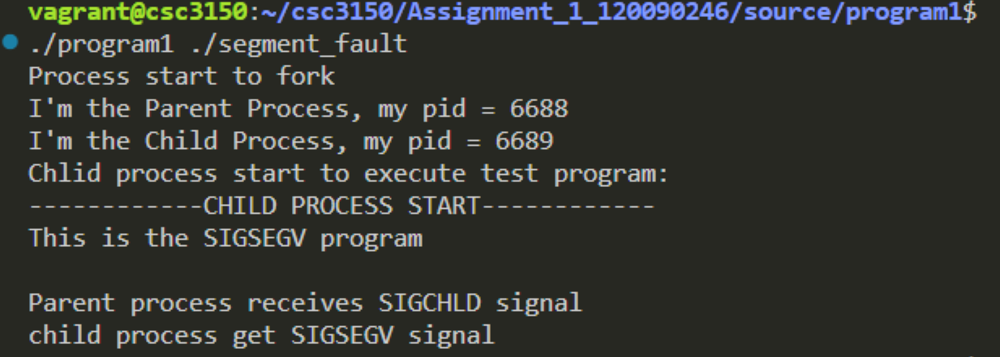 vagrant@csc3150:~/csc3150/Assignment_1_120090246/source/program1$
./program1 ./segment_fault
Process start to fork
I'm the Parent Process, my pid = 6688
I'm the Child Process, my pid = 6689
Chlid process start to execute test program:
------------CHILD PROCESS START------------
This is the SIGSEGV program

Parent process receives SIGCHLD signal
child process get SIGSEGV signal